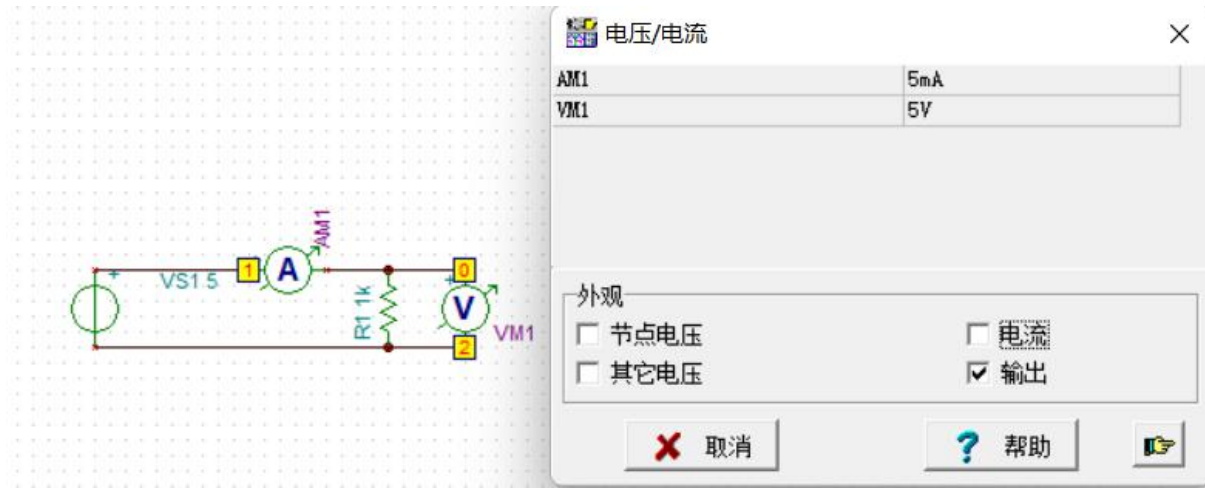 电压/电流
AM1 5mA
VM1 5V
AM1
1 A 0
VS1 5
R1 1k
V
VM1
2
外观
节点电压 电流
其它电压 输出
取消 帮助